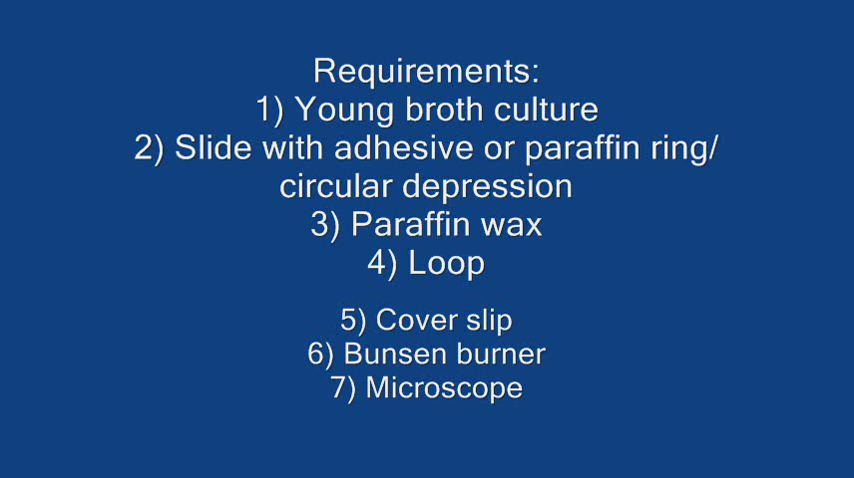 Requirements:
1) Young broth culture
2) Slide with adhesive or paraffin ring/
circular depression
3) Paraffin wax
4) Loop
5) Cover slip
6) Bunsen burner
7) Microscope